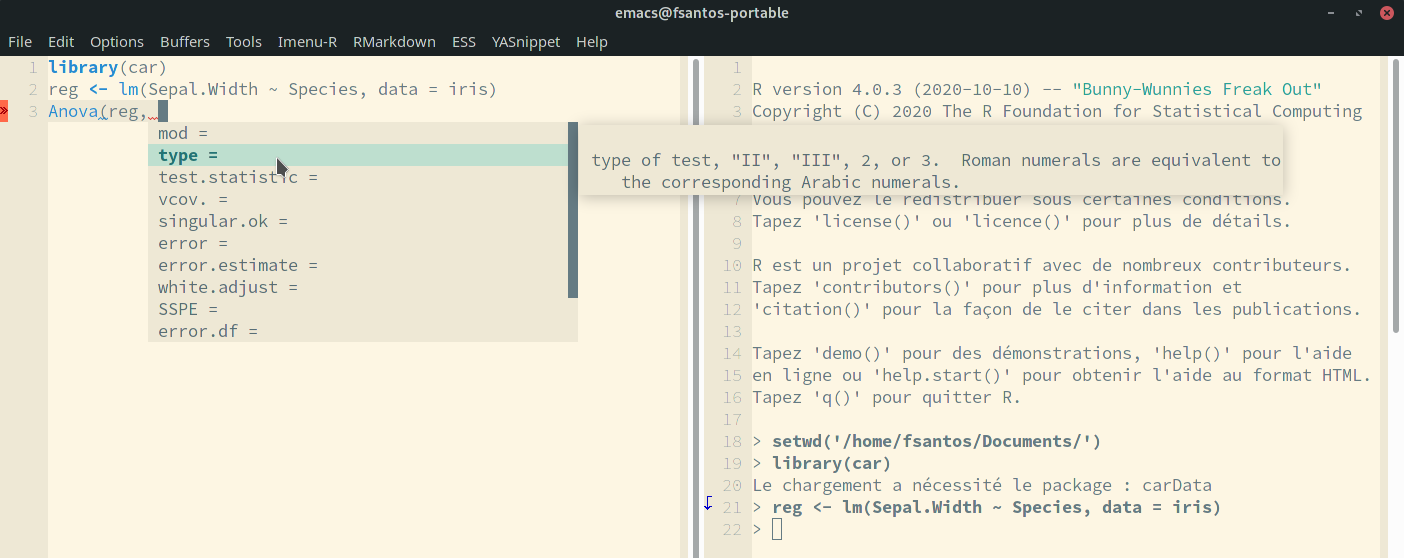 emacs@fsantos-portable
File Edit Options Buffers Tools Imenu-R RMarkdown ESS YASnippet Help
1 library(car)
2 reg <- lm(Sepal.Width ~ Species, data = iris)
3 Anova(reg,
mod =
type =
test.statistic =
vcov. =
singular.ok =
error =
error.estimate =
white.adjust =
SSPE =
error.df =
type of test, "II", "III", 2, or 3. Roman numerals are equivalent to
the corresponding Arabic numerals.
1
2 R version 4.0.3 (2020-10-10) -- "Bunny-Wunnies Freak Out"
3 Copyright (C) 2020 The R Foundation for Statistical Computing
7 Vous pouvez le redistribuer sous certaines conditions.
8 Tapez 'license()' ou 'licence()' pour plus de détails.
9
10 R est un projet collaboratif avec de nombreux contributeurs.
11 Tapez 'contributors()' pour plus d'information et
12 'citation()' pour la façon de le citer dans les publications.
13
14 Tapez 'demo()' pour des démonstrations, 'help()' pour l'aide
15 en ligne ou 'help.start()' pour obtenir l'aide au format HTML.
16 Tapez 'q()' pour quitter R.
17
18 > setwd('/home/fsantos/Documents/')
19 > library(car)
20 Le chargement a nécessité le package : carData
21 > reg <- lm(Sepal.Width ~ Species, data = iris)
22 >